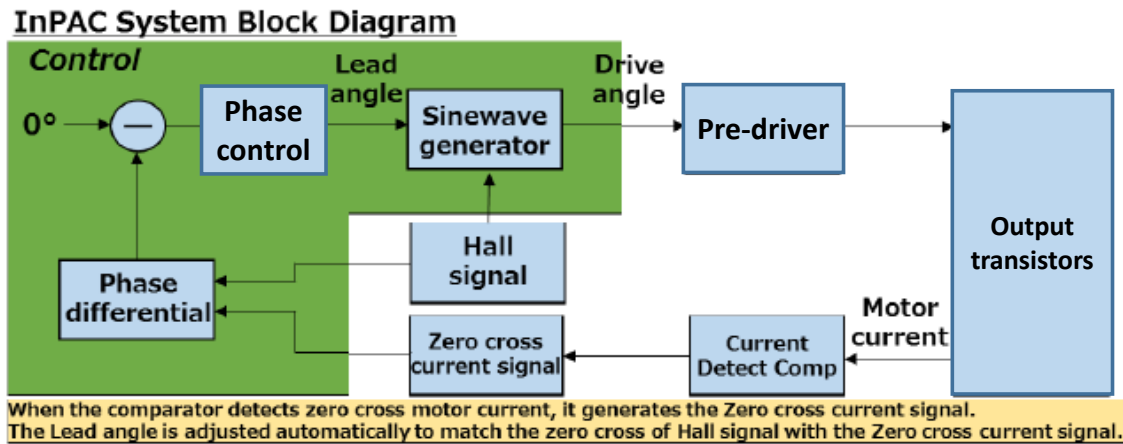 InPAC System Block Diagram
Control
Lead
angle
Drive
angle
0°
Phase
control
Sinewave
generator
Pre-driver
Output
transistors
Hall
signal
Phase
differential
Zero cross
current signal
Current
Detect Comp
Motor
current
When the comparator detects zero cross motor current, it generates the Zero cross current signal.
The Lead angle is adjusted automatically to match the zero cross of Hall signal with the Zero cross current signal.